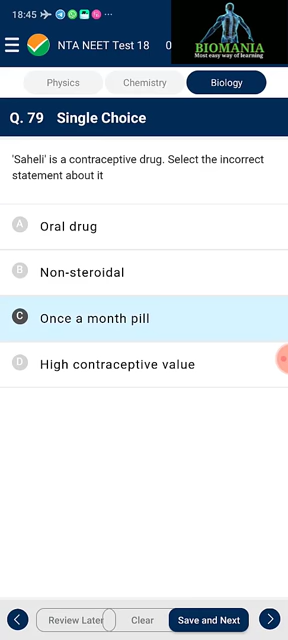 18:45
NTA NEET Test 18 0
BIOMANIA
Most easy way of learning
Physics Chemistry Biology
Q. 79 Single Choice
'Saheli' is a contraceptive drug. Select the incorrect
statement about it
A Oral drug
B Non-steroidal
C Once a month pill
D High contraceptive value
Review Later Clear Save and Next